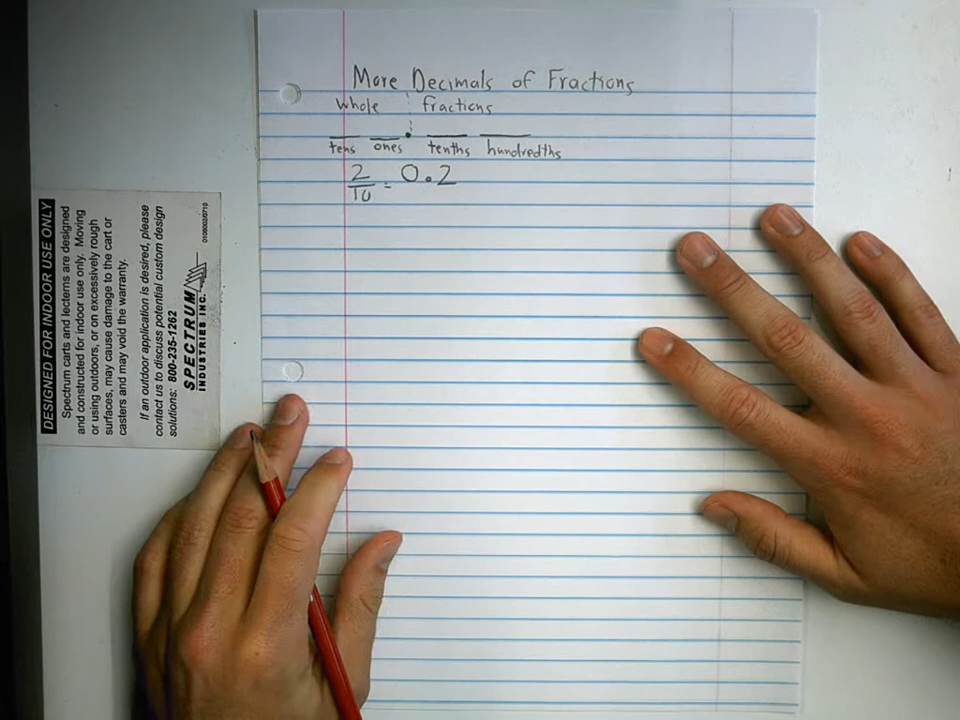 More Decimals of Fractions
whole fractions
.
tens ones tenths hundredths
2/10 = 0.2
DESIGNED FOR INDOOR USE ONLY
Spectrum carts and lecterns are designed
and constructed for indoor use only. Moving
or using outdoors, or on excessively rough
surfaces, may cause damage to the cart or
casters and may void the warranty.
If an outdoor application is desired, please
contact us to discuss potential custom design
solutions: 800-235-1262
SPECTRUM
INDUSTRIES INC.